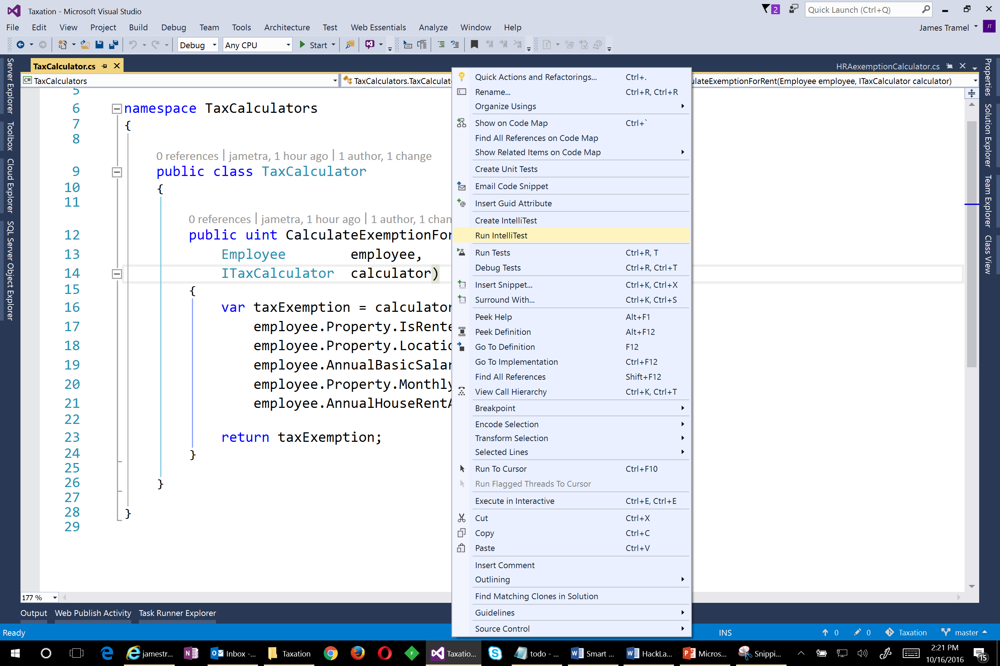 Taxation - Microsoft Visual Studio
2
Quick Launch (Ctrl+Q)
File Edit View Project Build Debug Team Tools Architecture Test Web Essentials Analyze Window Help
James Tramel JT
Debug Any CPU Start
TaxCalculator.cs
HRAexemptionCalculator.cs
C# TaxCalculators
TaxCalculators.TaxCalculato
ulateExemptionForRent(Employee employee, ITaxCalculator calculator)
Server Explorer
Toolbox
Cloud Explorer
SQL Server Object Explorer
5
6 namespace TaxCalculators
7 {
8
0 references | jametra, 1 hour ago | 1 author, 1 change
9 public class TaxCalculator
10 {
11
0 references | jametra, 1 hour ago | 1 author, 1 chan
12 public uint CalculateExemptionFor
13 Employee employee,
14 ITaxCalculator calculator)
15 {
16 var taxExemption = calculator
17 employee.Property.IsRente
18 employee.Property.Locatio
19 employee.AnnualBasicSalar
20 employee.Property.Monthly
21 employee.AnnualHouseRentA
22
23 return taxExemption;
24 }
25
26 }
27
28 }
29
Quick Actions and Refactorings... Ctrl+.
Rename... Ctrl+R, Ctrl+R
Organize Usings
Show on Code Map Ctrl+`
Find All References on Code Map
Show Related Items on Code Map
Create Unit Tests
Email Code Snippet
Insert Guid Attribute
Create IntelliTest
Run IntelliTest
Run Tests Ctrl+R, T
Debug Tests Ctrl+R, Ctrl+T
Insert Snippet... Ctrl+K, Ctrl+X
Surround With... Ctrl+K, Ctrl+S
Peek Help Alt+F1
Peek Definition Alt+F12
Go To Definition F12
Go To Implementation Ctrl+F12
Find All References Shift+F12
View Call Hierarchy Ctrl+K, Ctrl+T
Breakpoint
Encode Selection
Transform Selection
Selected Lines
Run To Cursor Ctrl+F10
Run Flagged Threads To Cursor
Execute in Interactive Ctrl+E, Ctrl+E
Cut Ctrl+X
Copy Ctrl+C
Paste Ctrl+V
Insert Comment
Outlining
Find Matching Clones in Solution
Guidelines
Source Control
Properties
Solution Explorer
Team Explorer
Class View
177 %
Output Web Publish Activity Task Runner Explorer
Ready INS 0 0 Taxation master
jamestr... Inbox -... Taxation Taxatio... todo - ... Smart ... HackLa... Micros... Snippi...
2:21 PM
10/16/2016
15